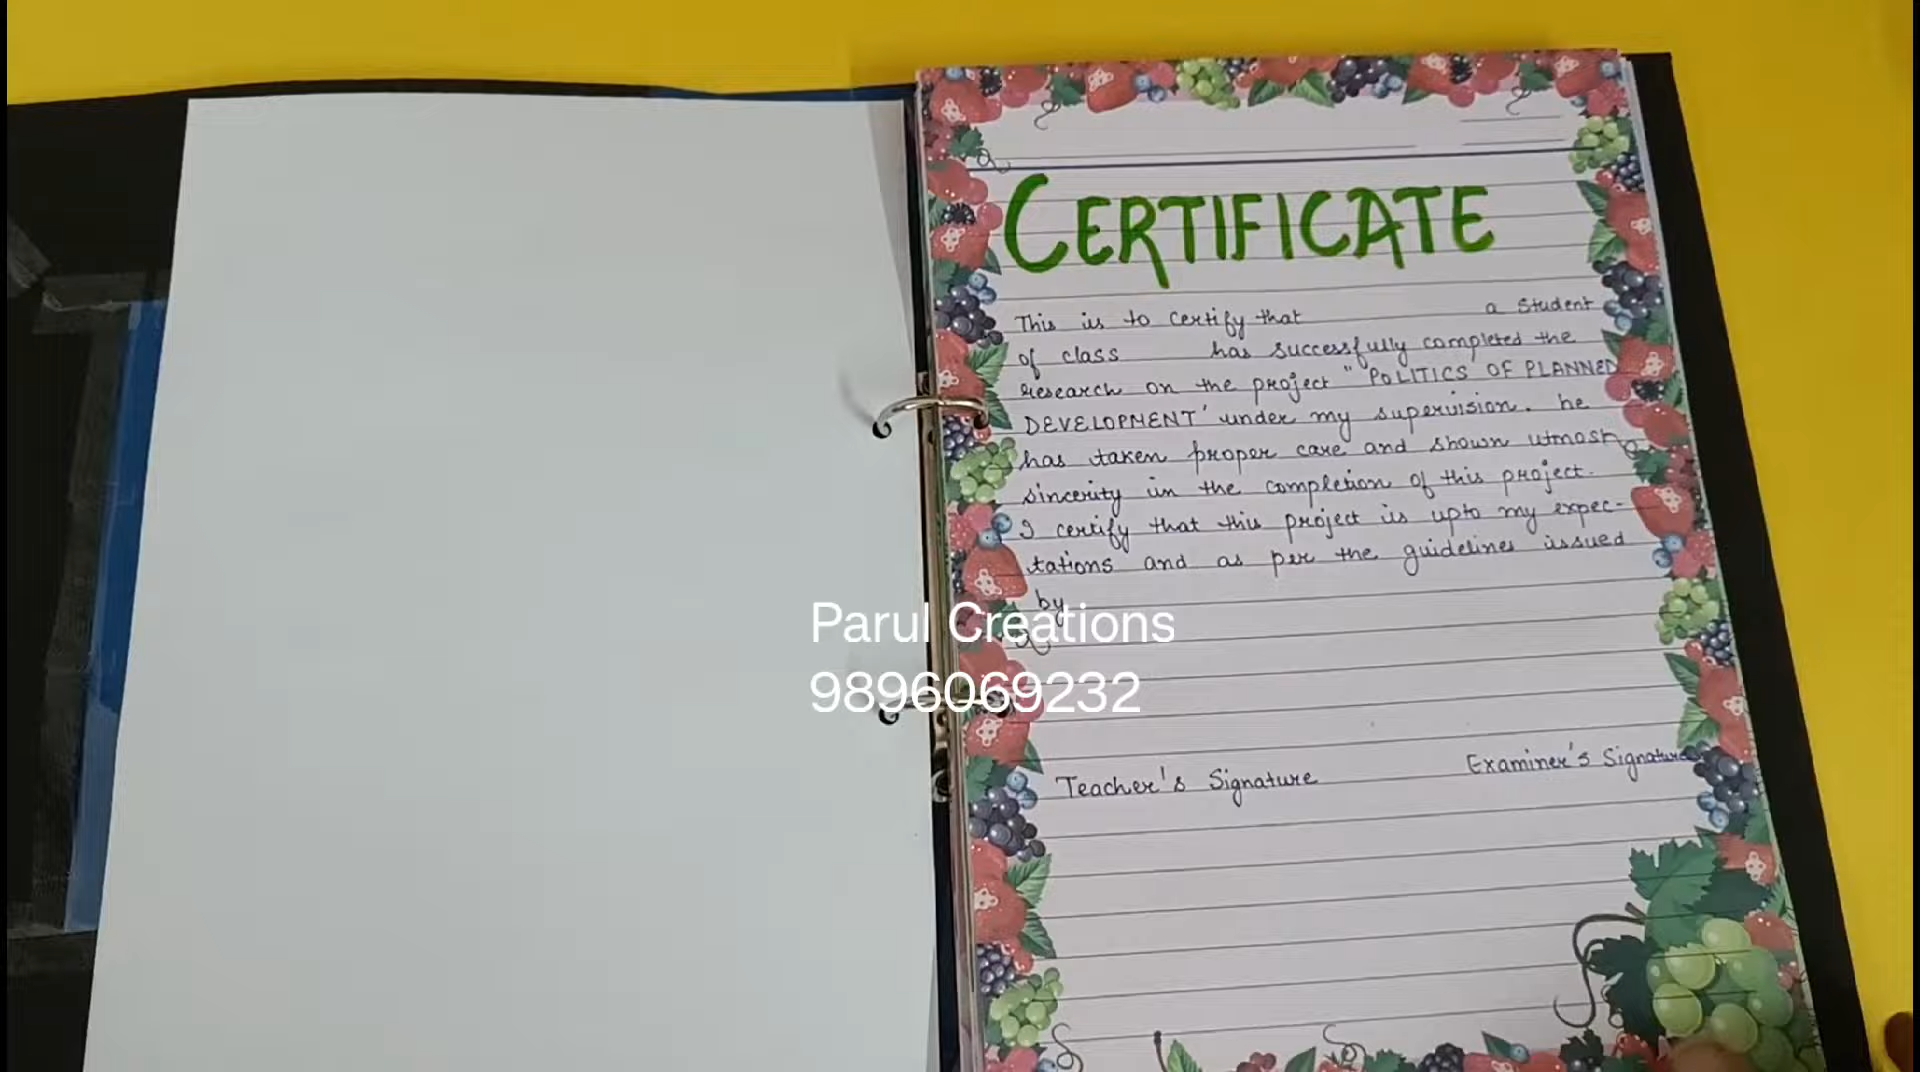 CERTIFICATE
This is to certify that a student
of class has successfully completed the
research on the project "POLITICS OF PLANNED
DEVELOPMENT' under my supervision. he
has taken proper care and shown utmost
sincerity in the completion of this project.
I certify that this project is upto my expec-
tations and as per the guidelines issued
by
Parul Creations
9896069232
Teacher's Signature
Examiner's Signature